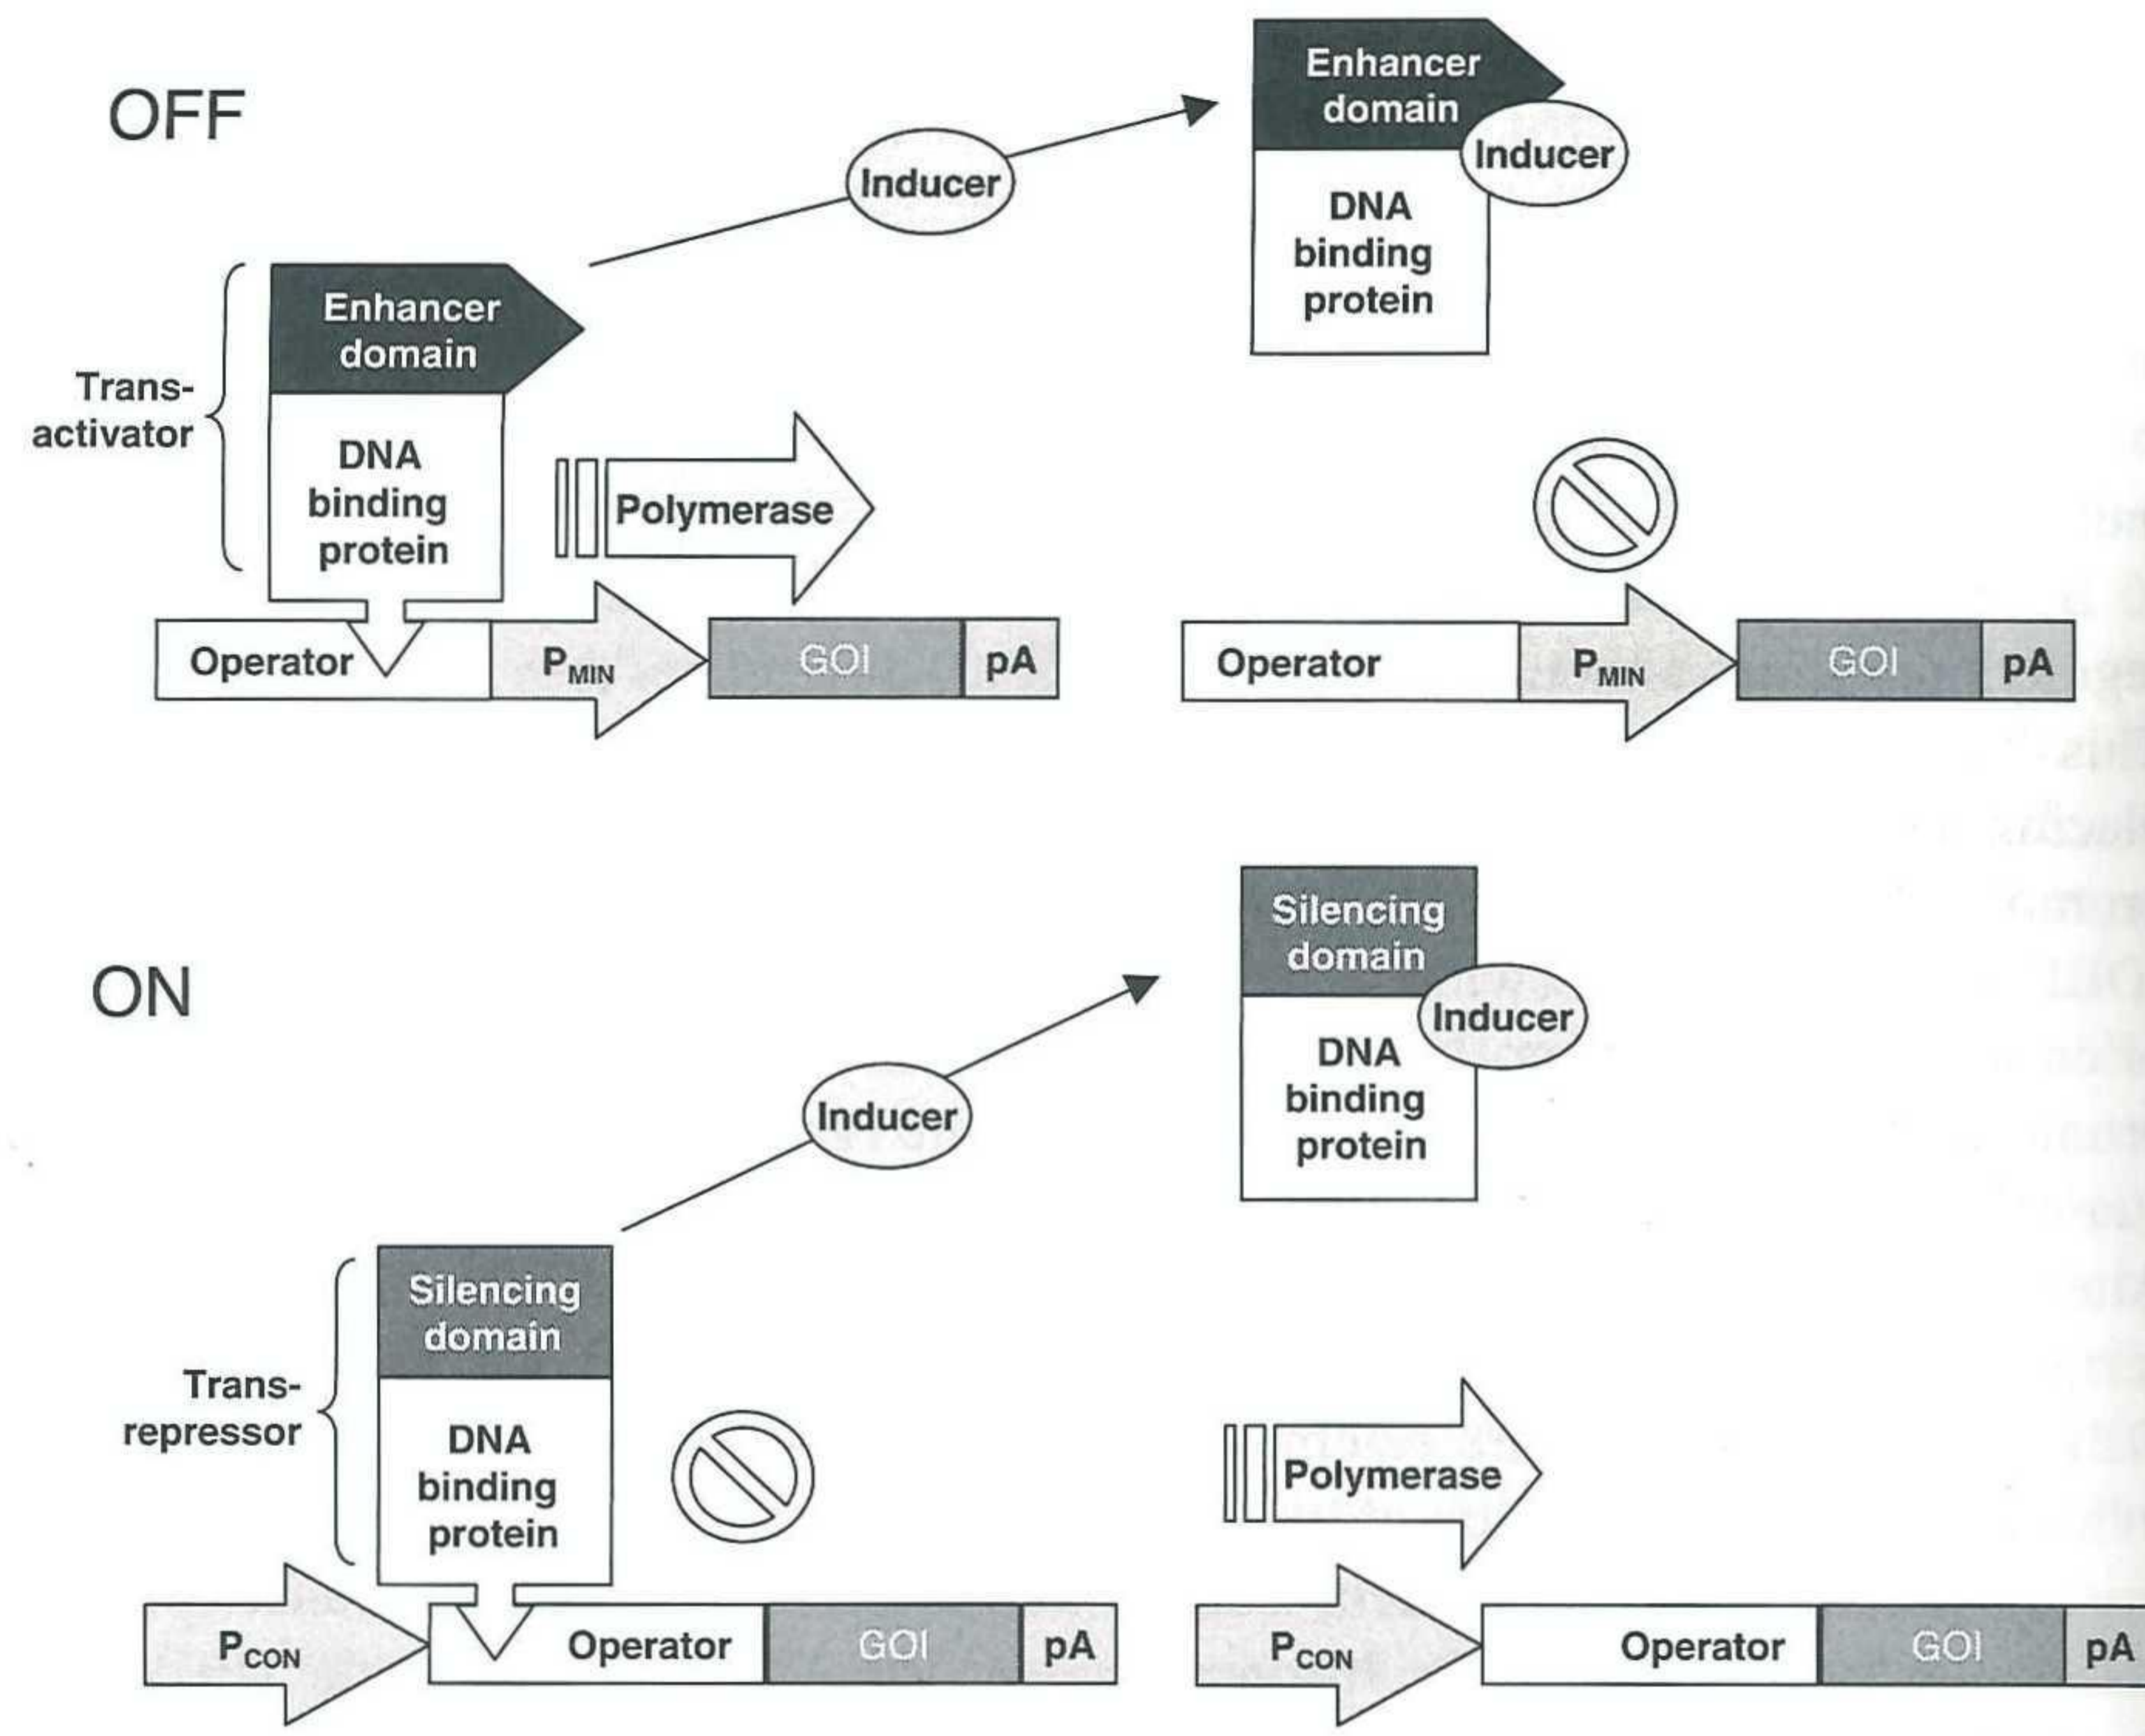 OFF
Enhancer
domain
Inducer
Inducer
DNA
binding
protein
Enhancer
domain
Trans-
activator
DNA
binding
protein
Polymerase
Operator
PMIN
GOI
pA
Operator
PMIN
GOI
pA
ON
Silencing
domain
Inducer
DNA
binding
protein
Inducer
Silencing
domain
Trans-
repressor
DNA
binding
protein
Polymerase
PCON
Operator
GOI
pA
PCON
Operator
GOI
pA